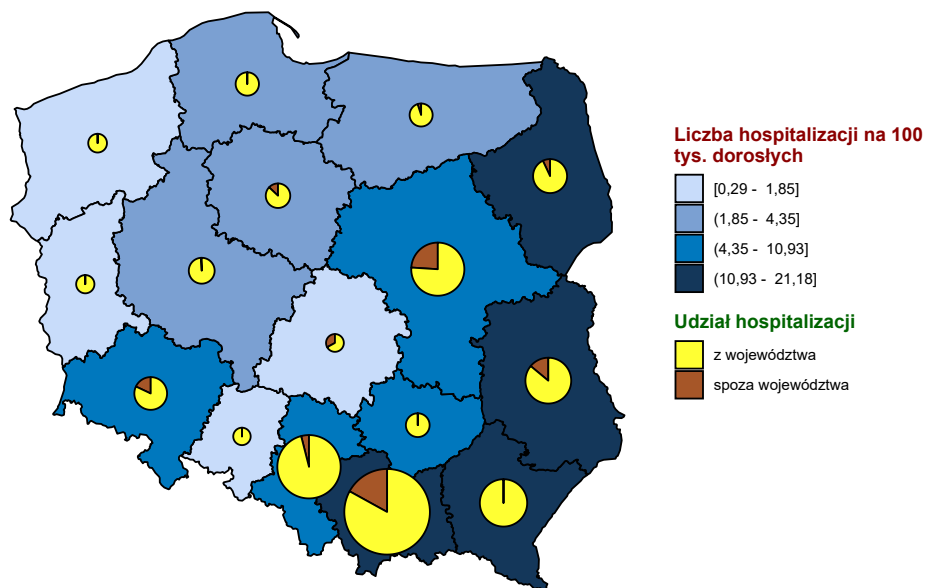 Liczba hospitalizacji na 100
tys. dorosłych
[0,29 - 1,85]
(1,85 - 4,35]
(4,35 - 10,93]
(10,93 - 21,18]
Udział hospitalizacji
z województwa
spoza województwa